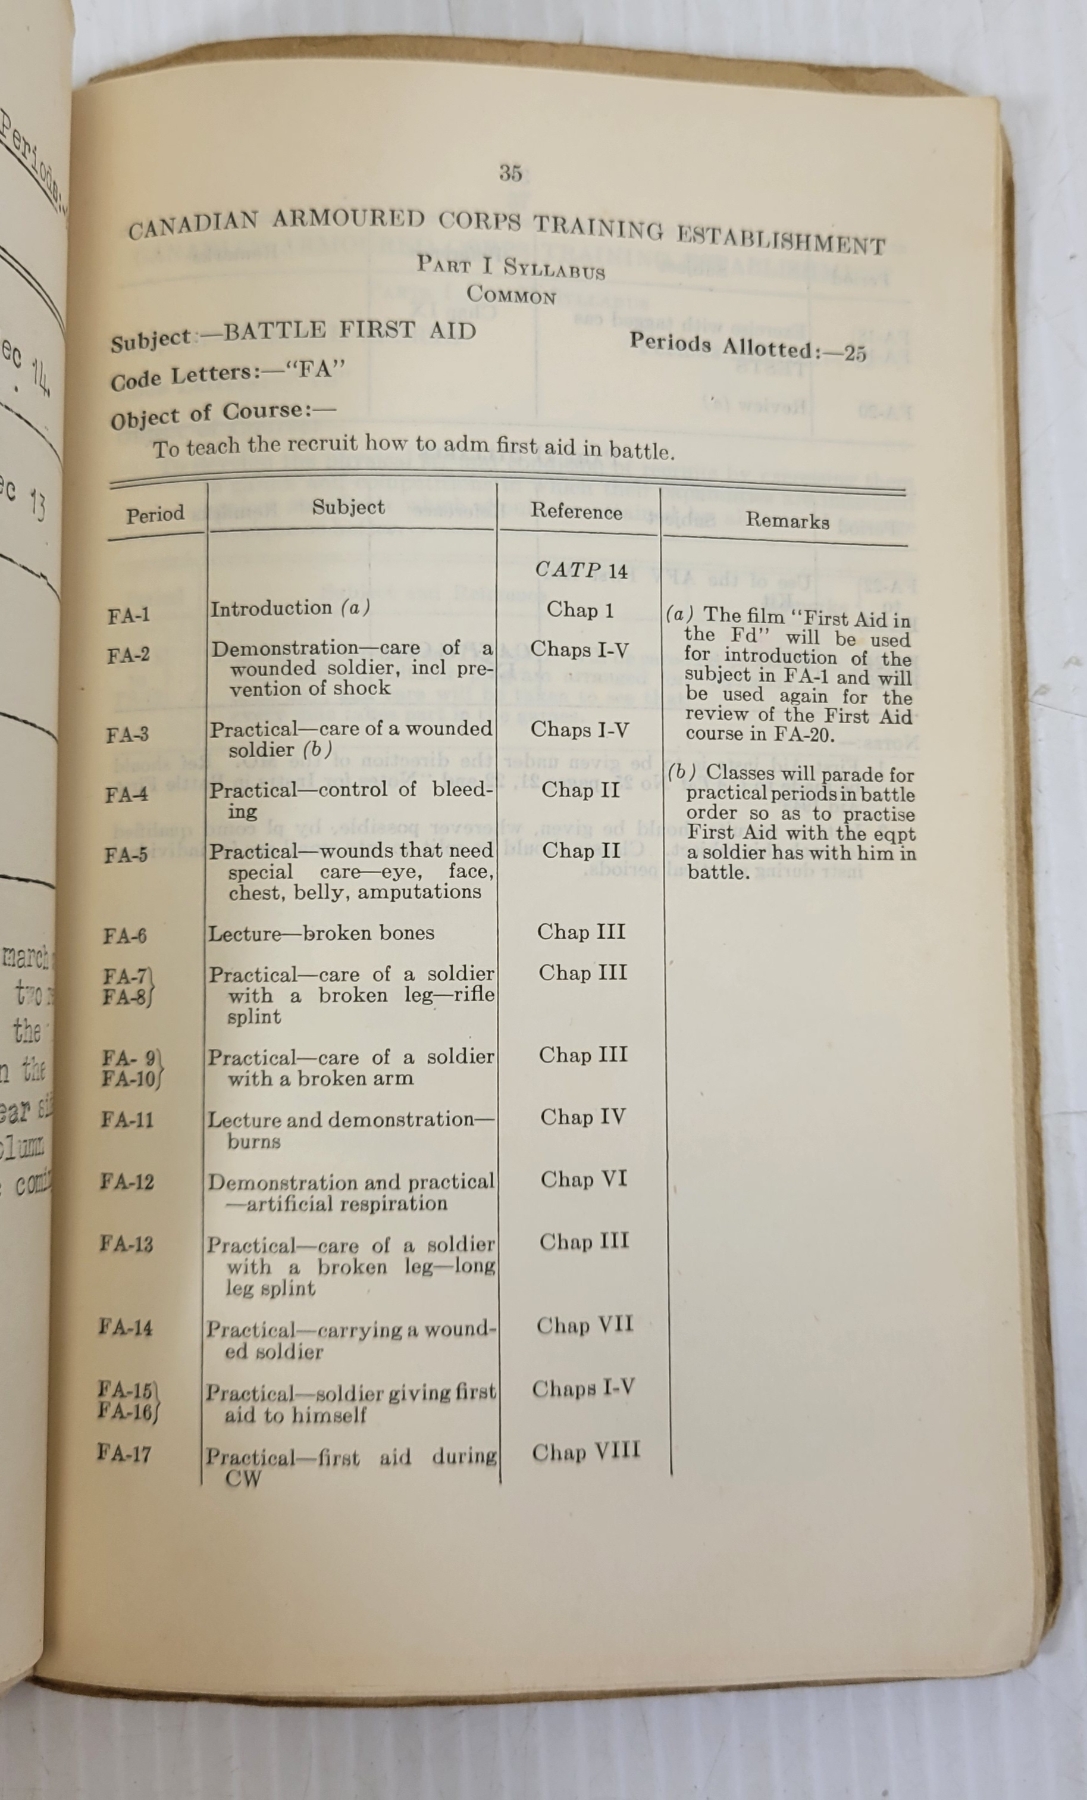 Periods:
ec 14
ec 13
march
two
the
n the
ear
olumn
35
CANADIAN ARMOURED CORPS TRAINING ESTABLISHMENT
PART I SYLLABUS
COMMON
Subject:—BATTLE FIRST AID Periods Allotted:—25
Code Letters:—“FA”
Object of Course:—
To teach the recruit how to adm first aid in battle.
Period Subject Reference Remarks
CATP 14
FA-1 Introduction (a) Chap 1
FA-2 Demonstration—care of a Chaps I-V
wounded soldier, incl pre-
vention of shock
FA-3 Practical—care of a wounded Chaps I-V
soldier (b)
FA-4 Practical—control of bleed- Chap II
ing
FA-5 Practical—wounds that need Chap II
special care—eye, face,
chest, belly, amputations
FA-6 Lecture—broken bones Chap III
FA-7} Practical—care of a soldier Chap III
FA-8} with a broken leg—rifle
splint
FA- 9} Practical—care of a soldier Chap III
FA-10} with a broken arm
FA-11 Lecture and demonstration— Chap IV
burns
FA-12 Demonstration and practical Chap VI
—artificial respiration
FA-13 Practical—care of a soldier Chap III
with a broken leg—long
leg splint
FA-14 Practical—carrying a wound- Chap VII
ed soldier
FA-15} Practical—soldier giving first Chaps I-V
FA-16} aid to himself
FA-17 Practical—first aid during Chap VIII
CW
(a) The film “First Aid in
the Fd” will be used
for introduction of the
subject in FA-1 and will
be used again for the
review of the First Aid
course in FA-20.
(b) Classes will parade for
practical periods in battle
order so as to practise
First Aid with the eqpt
a soldier has with him in
battle.